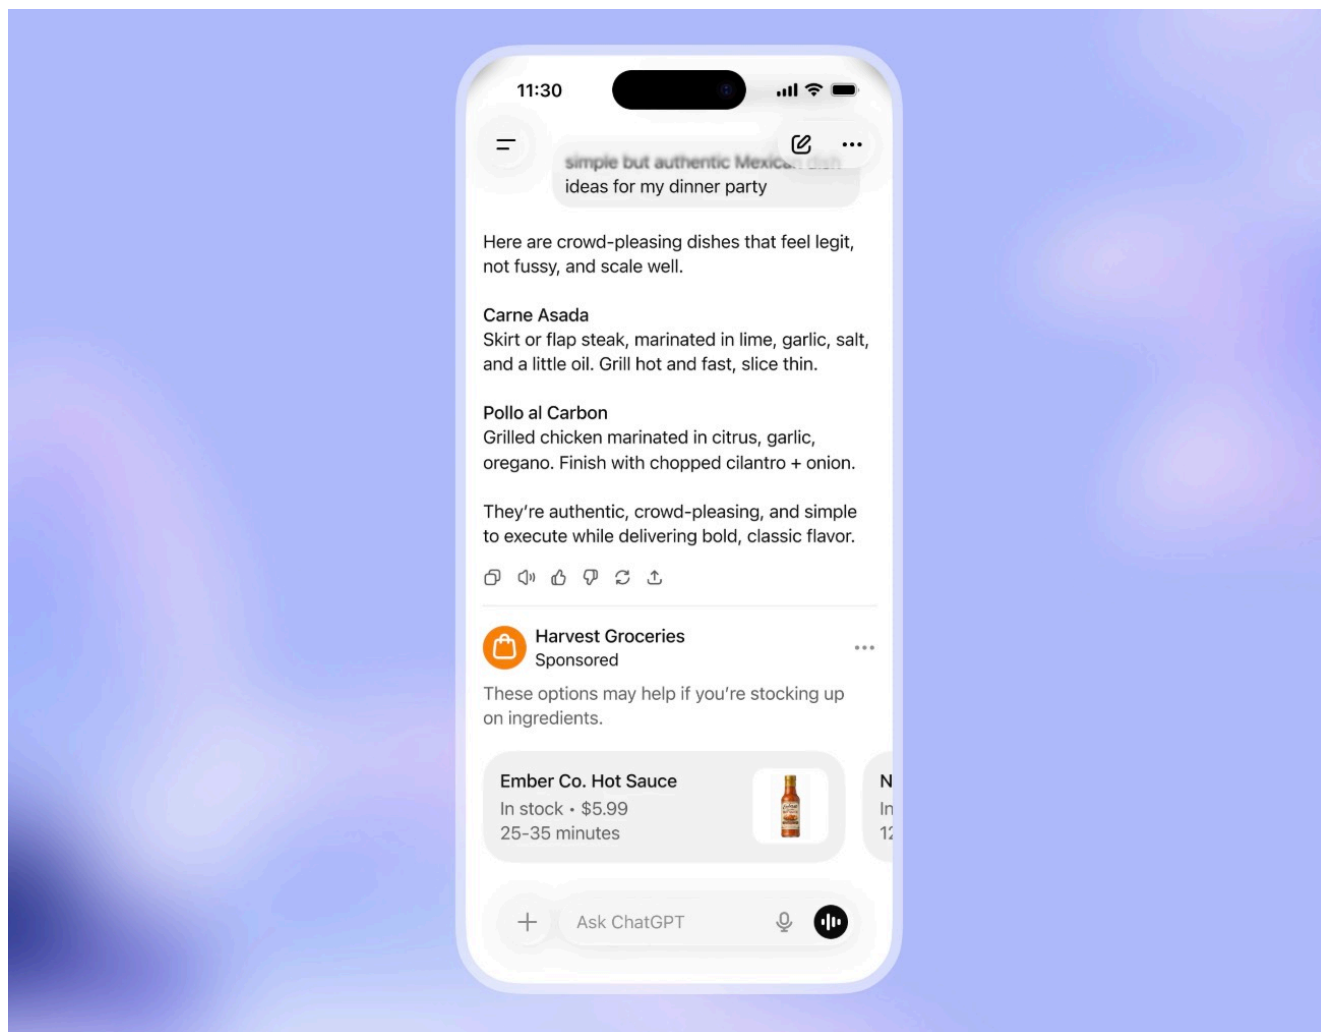 11:30
simple but authentic Mexican dish
ideas for my dinner party
Here are crowd-pleasing dishes that feel legit,
not fussy, and scale well.
Carne Asada
Skirt or flap steak, marinated in lime, garlic, salt,
and a little oil. Grill hot and fast, slice thin.
Pollo al Carbon
Grilled chicken marinated in citrus, garlic,
oregano. Finish with chopped cilantro + onion.
They’re authentic, crowd-pleasing, and simple
to execute while delivering bold, classic flavor.
Harvest Groceries
Sponsored
These options may help if you’re stocking up
on ingredients.
Ember Co. Hot Sauce
In stock • $5.99
25-35 minutes
N
In
12
Ask ChatGPT